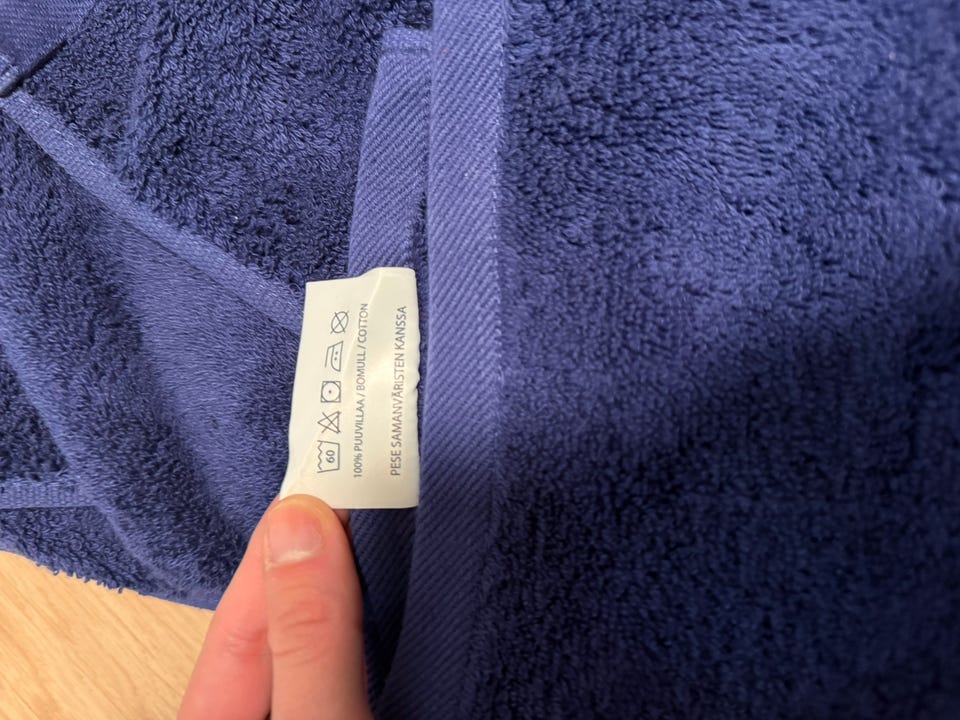 60
100% PUUVILLAA / BOMULL / COTTON
PESE SAMANVÄRISTEN KANSSA